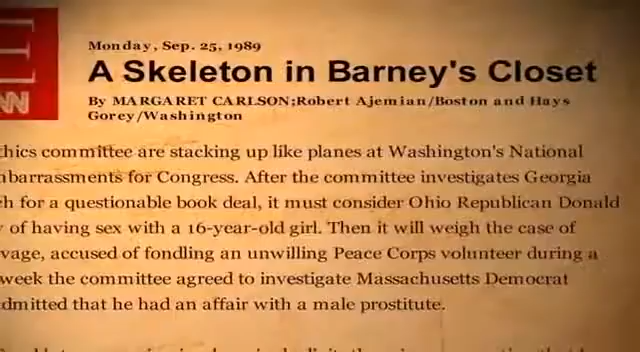 NN
Monday, Sep. 25, 1989
A Skeleton in Barney's Closet
By MARGARET CARLSON;Robert Ajemian/Boston and Hays
Gorey/Washington
thics committee are stacking up like planes at Washington's National
nbarrassments for Congress. After the committee investigates Georgia
h for a questionable book deal, it must consider Ohio Republican Donald
of having sex with a 16-year-old girl. Then it will weigh the case of
vage, accused of fondling an unwilling Peace Corps volunteer during a
week the committee agreed to investigate Massachusetts Democrat
dmitted that he had an affair with a male prostitute.